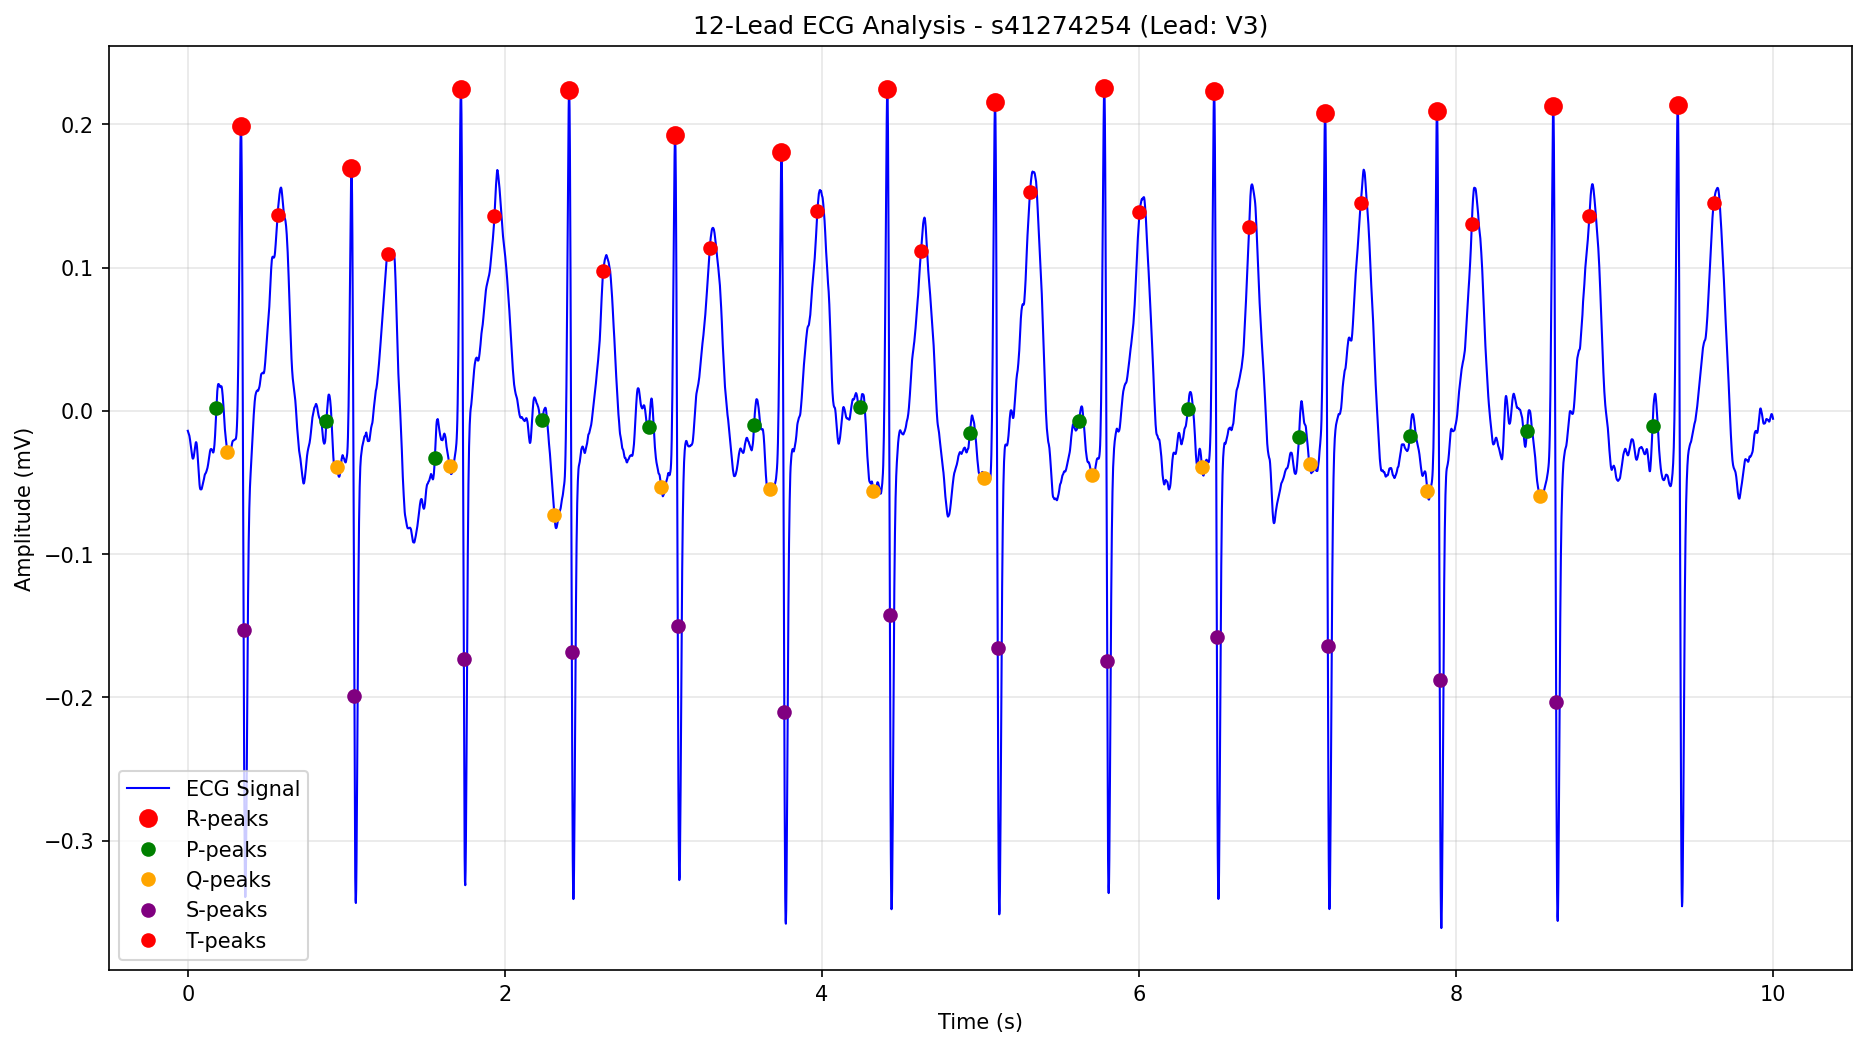 12-Lead ECG Analysis - s41274254 (Lead: V3)
Amplitude (mV)
0.2
0.1
0.0
−0.1
−0.2
−0.3
ECG Signal
R-peaks
P-peaks
Q-peaks
S-peaks
T-peaks
0 2 4 6 8 10
Time (s)